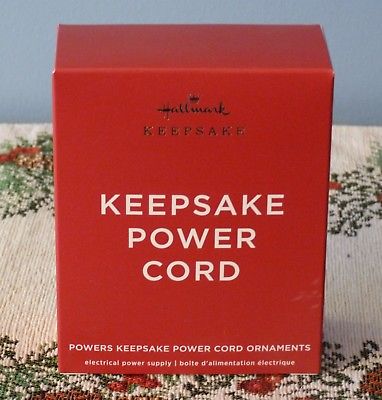 Hallmark
KEEPSAKE
KEEPSAKE
POWER
CORD
POWERS KEEPSAKE POWER CORD ORNAMENTS
electrical power supply | boîte d'alimentation électrique